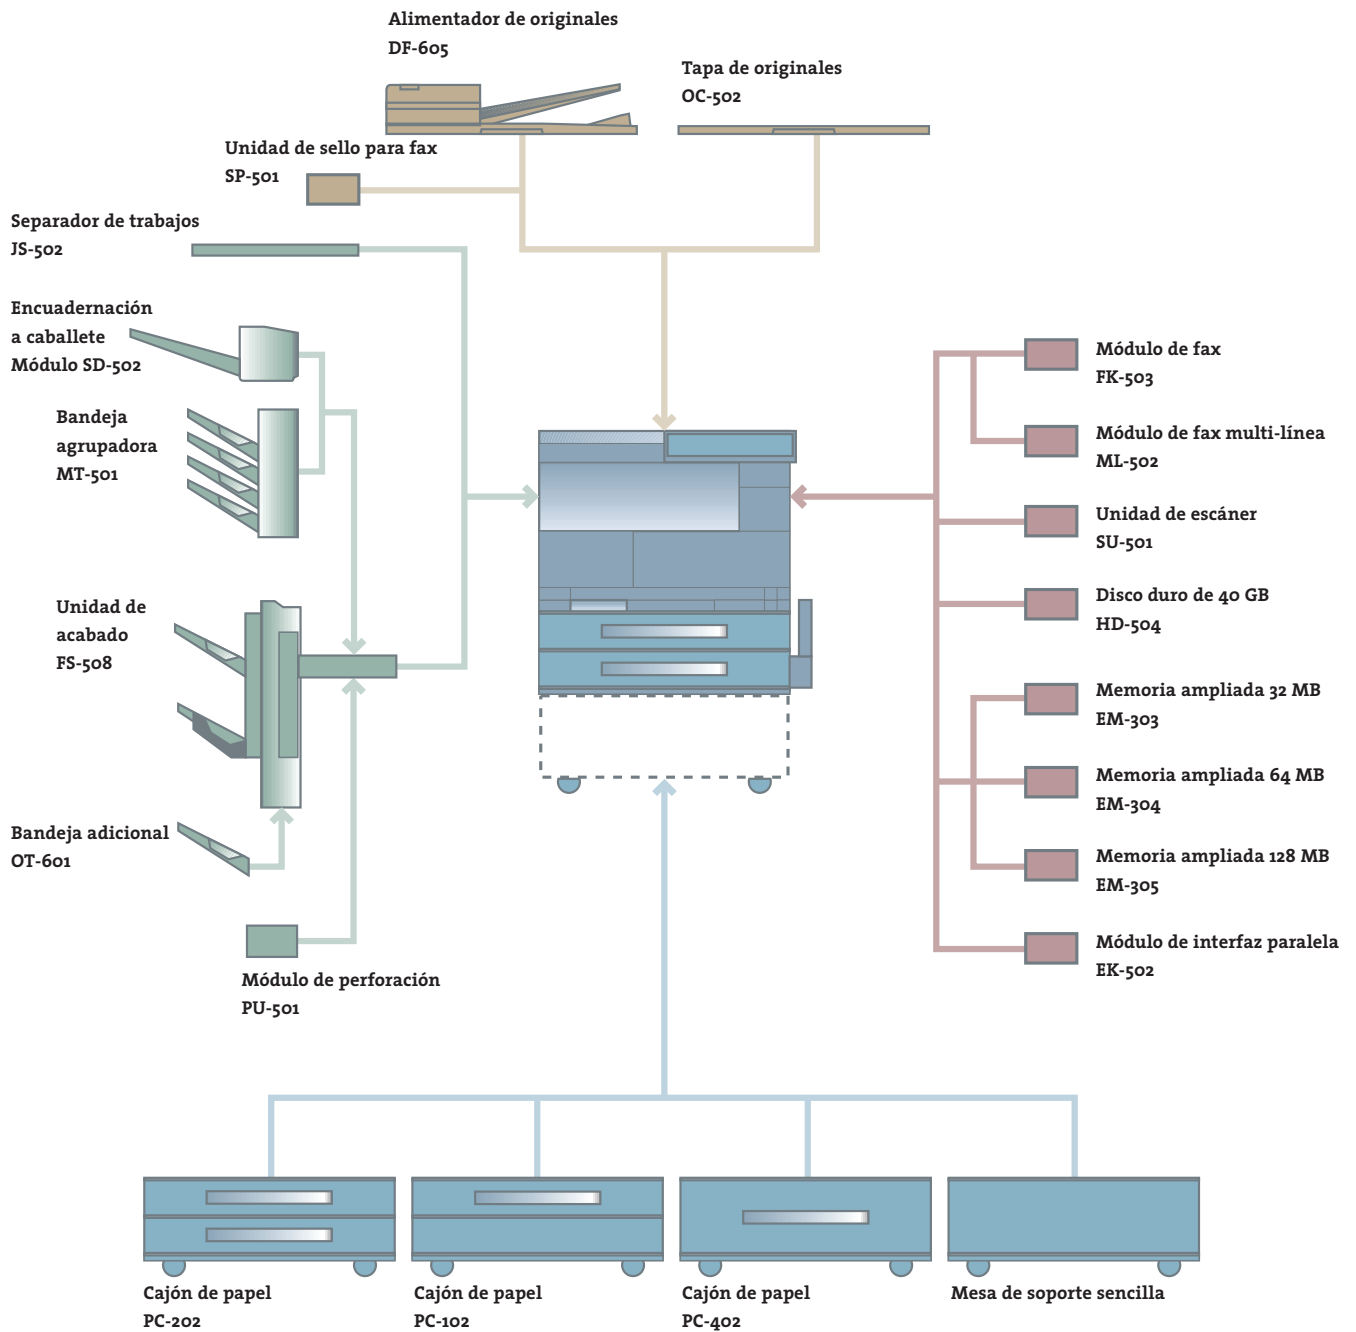 Alimentador de originales
DF-605
Tapa de originales
OC-502
Unidad de sello para fax
SP-501
Separador de trabajos
JS-502
Encuadernación
a caballete
Módulo SD-502
Bandeja
agrupadora
MT-501
Unidad de
acabado
FS-508
Bandeja adicional
OT-601
Módulo de perforación
PU-501
Módulo de fax
FK-503
Módulo de fax multi-línea
ML-502
Unidad de escáner
SU-501
Disco duro de 40 GB
HD-504
Memoria ampliada 32 MB
EM-303
Memoria ampliada 64 MB
EM-304
Memoria ampliada 128 MB
EM-305
Módulo de interfaz paralela
EK-502
Cajón de papel
PC-202
Cajón de papel
PC-102
Cajón de papel
PC-402
Mesa de soporte sencilla